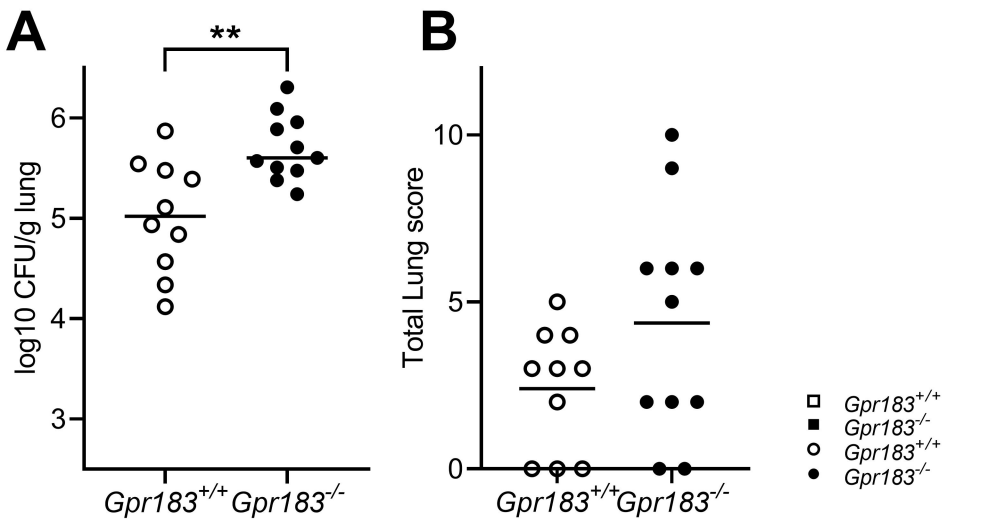 A
B
**
log10 CFU/g lung
6
5
4
3
Gpr183+/+
Gpr183-/-
Total Lung score
10
5
0
Gpr183+/+
Gpr183-/-
Gpr183+/+
Gpr183-/-
Gpr183+/+
Gpr183-/-